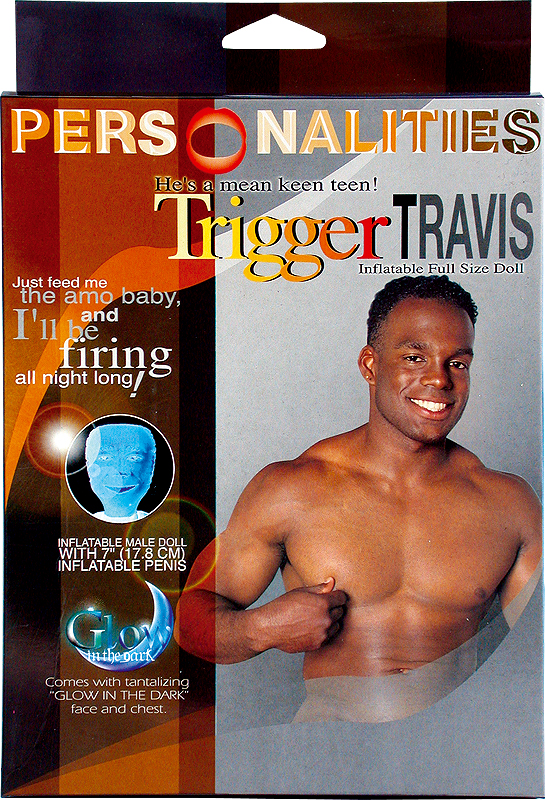 PERSONALITIES
He's a mean keen teen!
Trigger TRAVIS
Inflatable Full Size Doll
Just feed me
the amo baby,
and
I'll be
firing
all night long!
INFLATABLE MALE DOLL
WITH 7" (17.8 CM)
INFLATABLE PENIS
Glow
in the dark
Comes with tantalizing
"GLOW IN THE DARK"
face and chest.